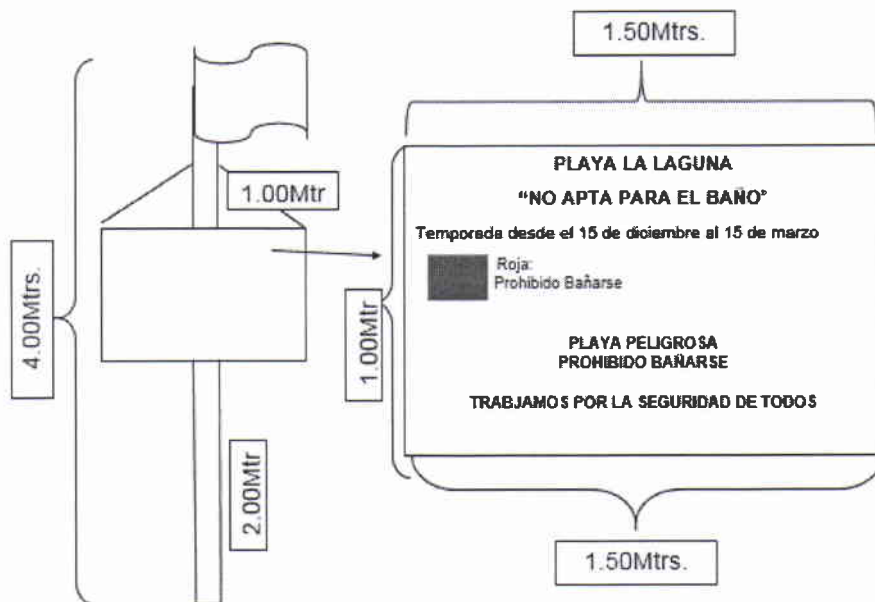 1.50Mtrs.
PLAYA LA LAGUNA
“NO APTA PARA EL BAÑO”
Temporada desde el 15 de diciembre al 15 de marzo
Roja:
Prohibido Bañarse
PLAYA PELIGROSA
PROHIBIDO BAÑARSE
TRABJAMOS POR LA SEGURIDAD DE TODOS
1.00Mtr
1.00Mtr
4.00Mtrs.
2.00Mtr
1.50Mtrs.